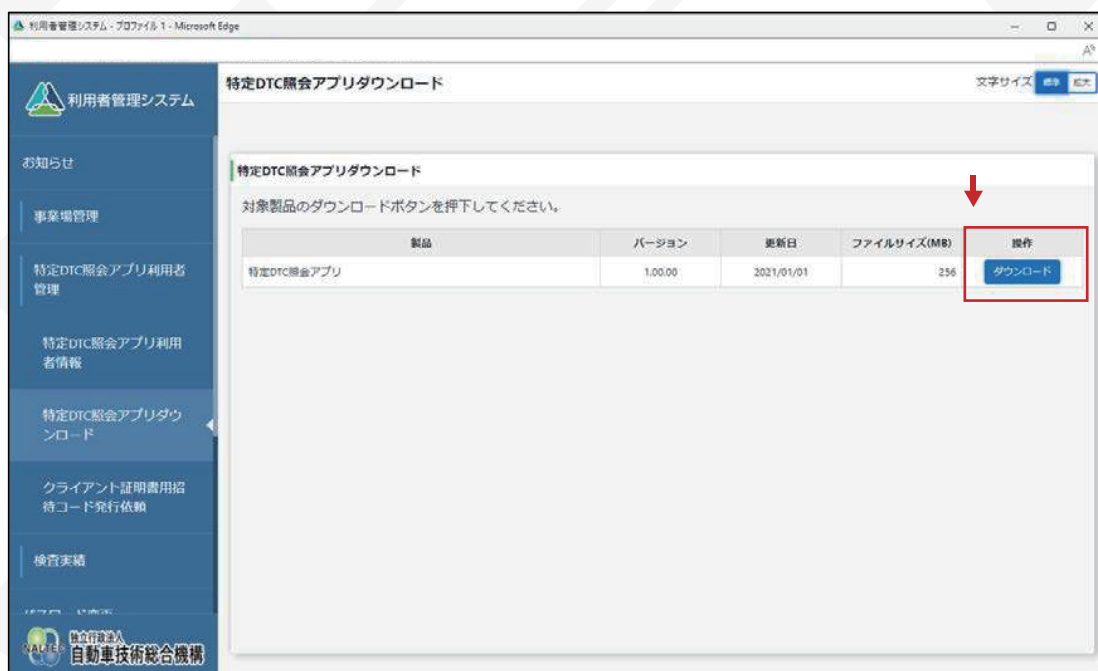 利用者管理システム - プロファイル 1 - Microsoft Edge
利用者管理システム
特定DTC照会アプリダウンロード
文字サイズ 標準 拡大
お知らせ
事業場管理
特定DTC照会アプリ利用者
管理
特定DTC照会アプリ利用
者情報
特定DTC照会アプリダウ
ンロード
クライアント証明書用招
待コード発行依頼
検査実績
パスワード変更
NALTEC 独立行政法人
自動車技術総合機構
特定DTC照会アプリダウンロード
対象製品のダウンロードボタンを押下してください。
製品 バージョン 更新日 ファイルサイズ(MB) 操作
特定DTC照会アプリ 1.00.00 2021/01/01 256 ダウンロード